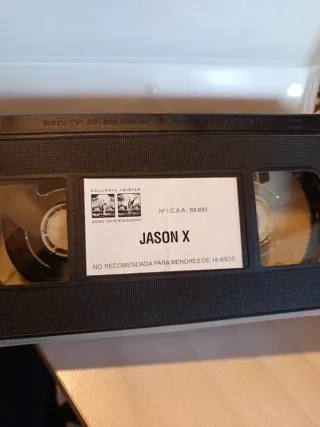 COLUMBIA TRISTAR
HOME ENTERTAINMENT
Nº I.C.A.A.: 69.693
JASON X
NO RECOMENDADA PARA MENORES DE 18 AÑOS